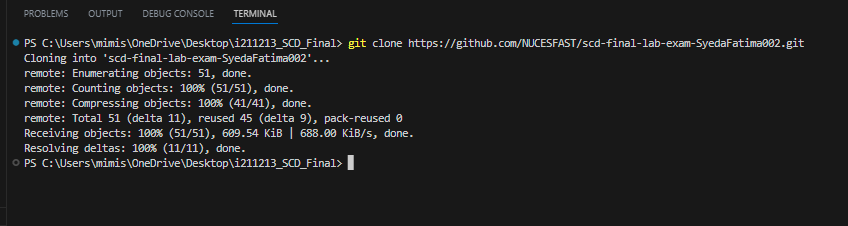 PROBLEMS OUTPUT DEBUG CONSOLE TERMINAL
PS C:\Users\mimis\OneDrive\Desktop\i211213_SCD_Final> git clone https://github.com/NUCESFAST/scd-final-lab-exam-SyedaFatima002.git
Cloning into 'scd-final-lab-exam-SyedaFatima002'...
remote: Enumerating objects: 51, done.
remote: Counting objects: 100% (51/51), done.
remote: Compressing objects: 100% (41/41), done.
remote: Total 51 (delta 11), reused 45 (delta 9), pack-reused 0
Receiving objects: 100% (51/51), 609.54 KiB | 688.00 KiB/s, done.
Resolving deltas: 100% (11/11), done.
PS C:\Users\mimis\OneDrive\Desktop\i211213_SCD_Final>